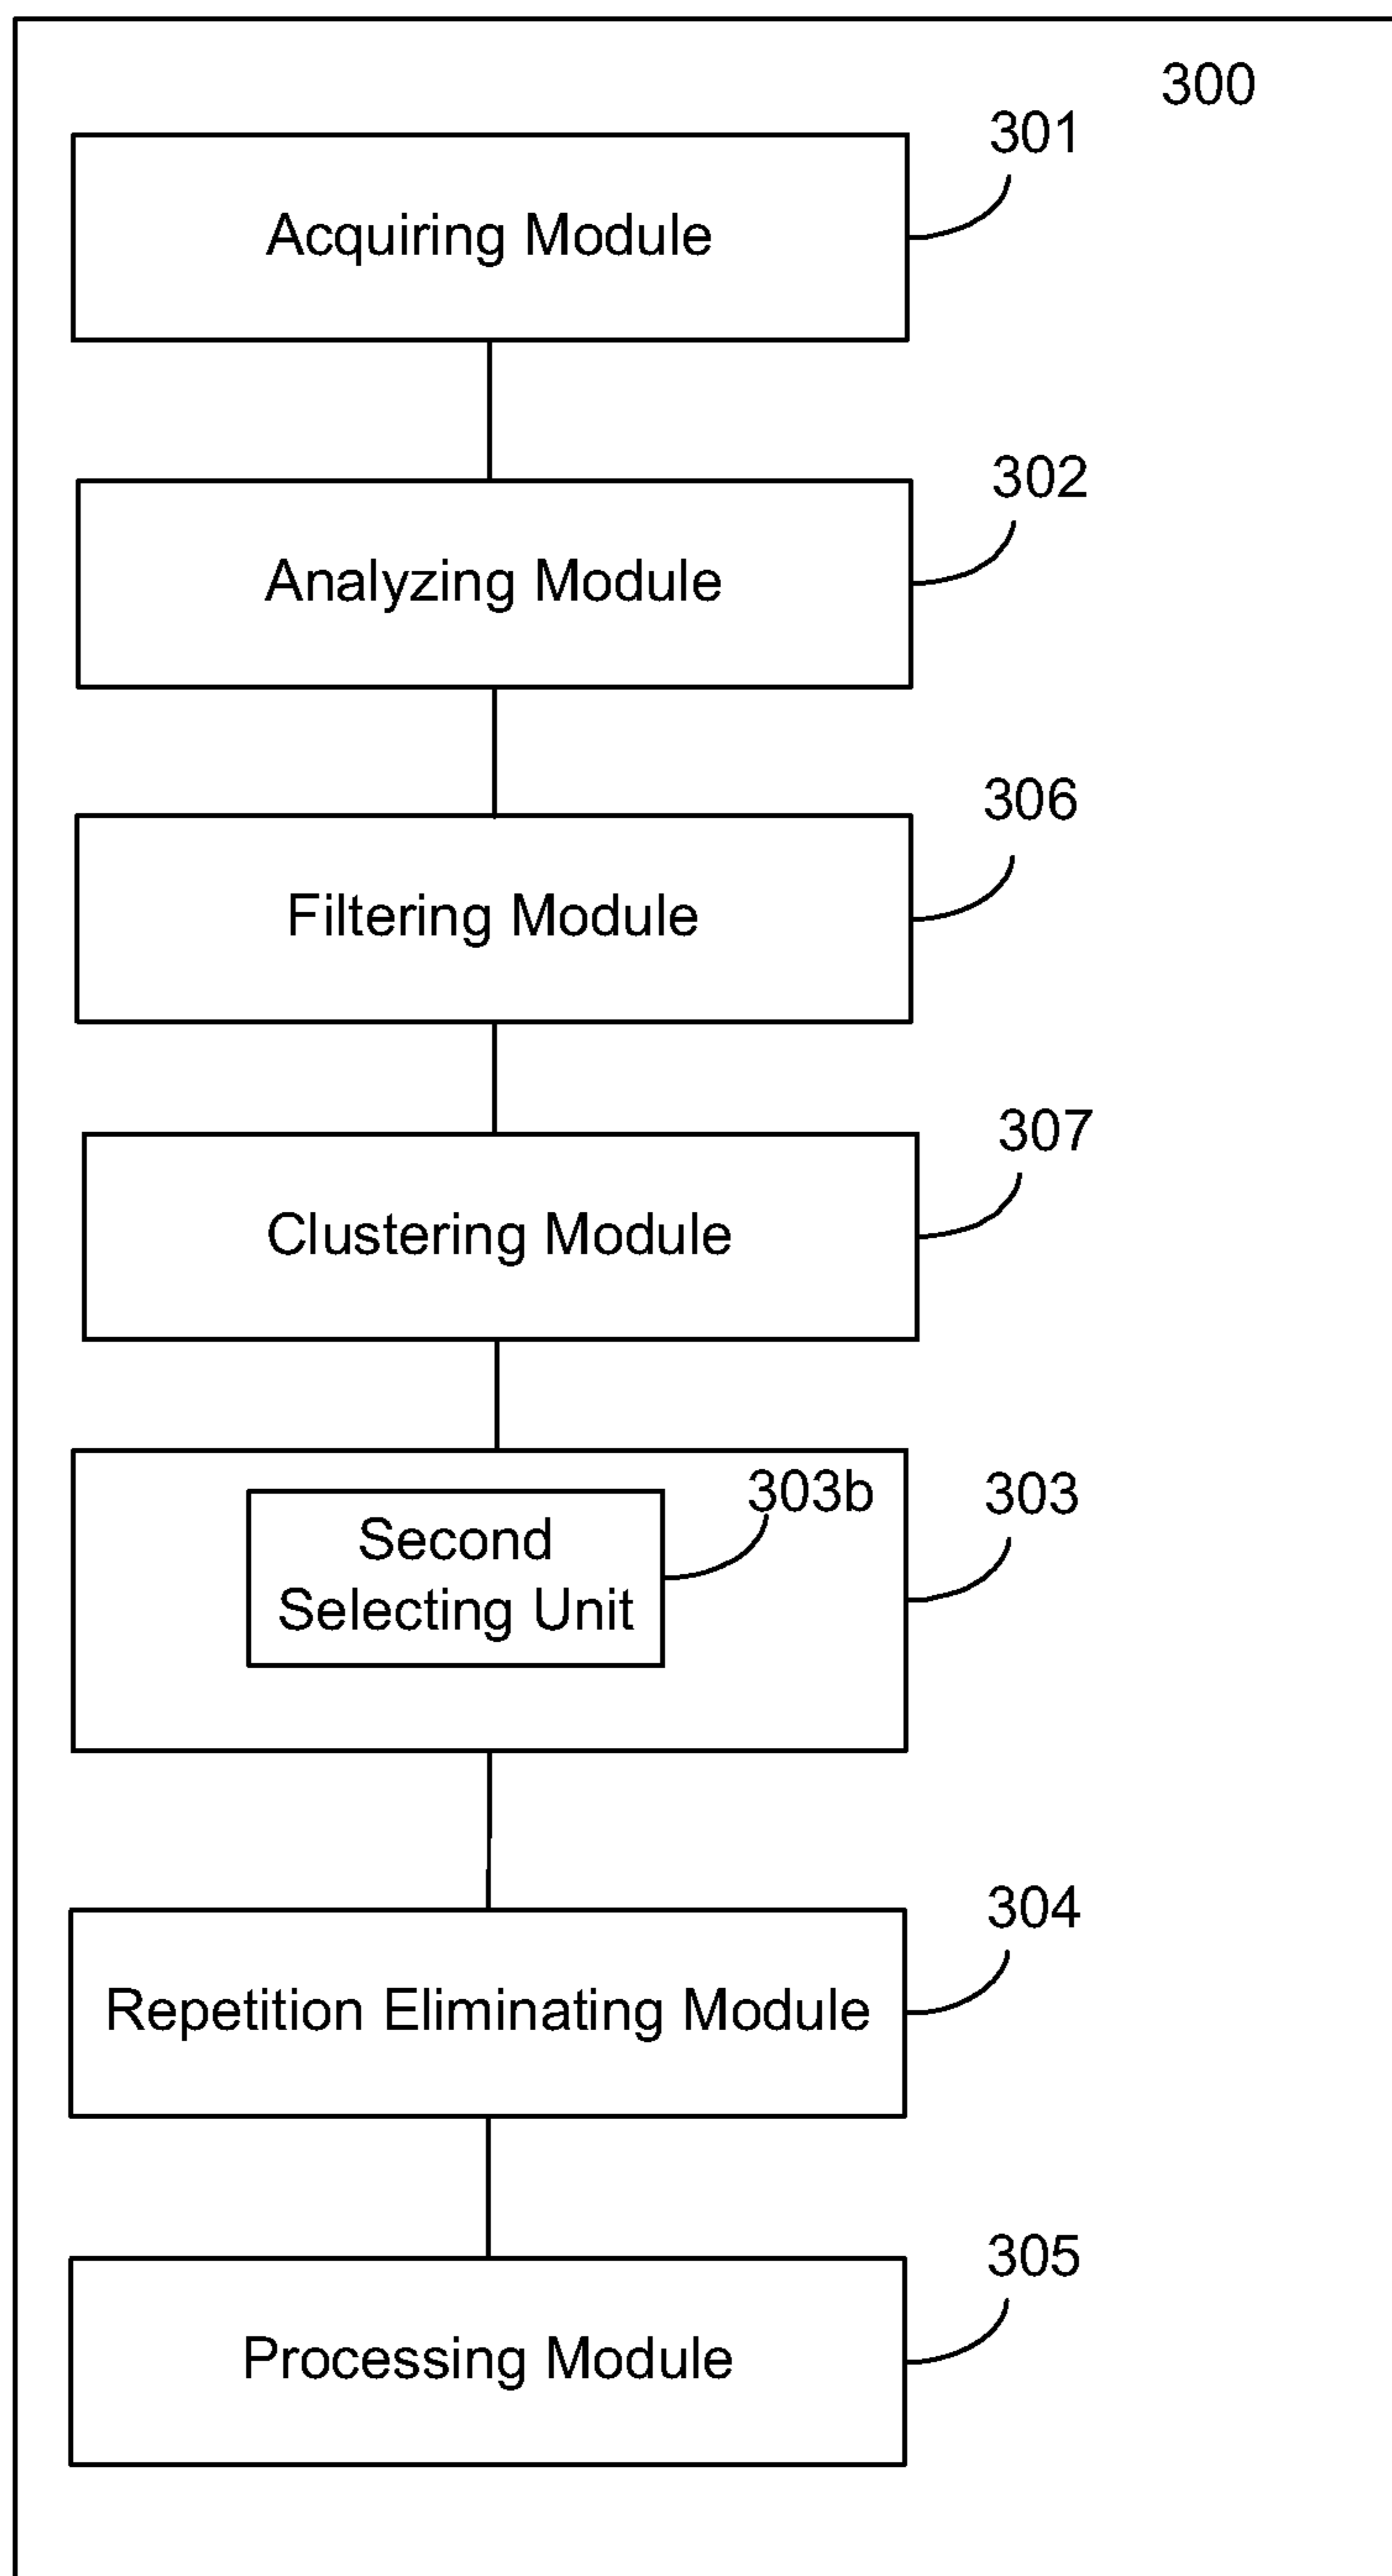 300
301
Acquiring Module
302
Analyzing Module
306
Filtering Module
307
Clustering Module
303b
303
Second
Selecting Unit
304
Repetition Eliminating Module
305
Processing Module